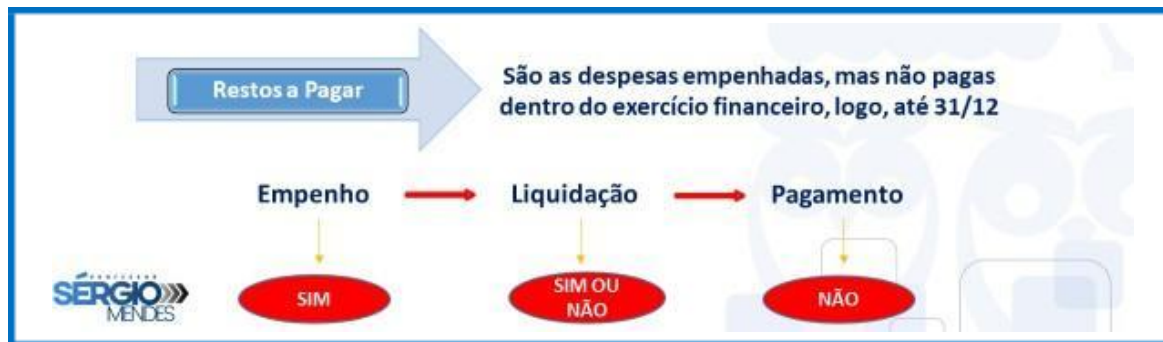 Restos a Pagar
São as despesas empenhadas, mas não pagas
dentro do exercício financeiro, logo, até 31/12
Empenho
Liquidação
Pagamento
SIM
SIM OU
NÃO
NÃO
PROFESSOR
SÉRGIO
MENDES